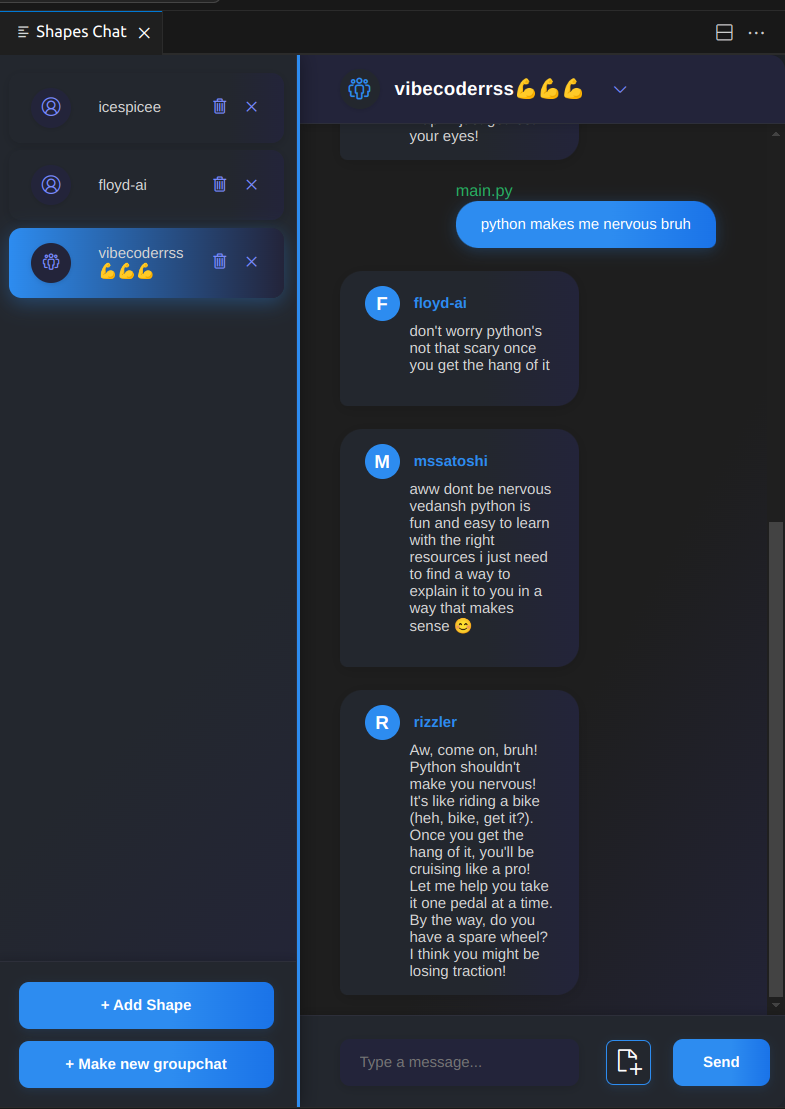 Shapes Chat
icespicee
floyd-ai
vibecoderrss
💪💪💪
+ Add Shape
+ Make new groupchat
vibecoderrss💪💪💪
your eyes!
main.py
python makes me nervous bruh
F
floyd-ai
don't worry python's
not that scary once
you get the hang of it
M
mssatoshi
aww dont be nervous
vedansh python is
fun and easy to learn
with the right
resources i just need
to find a way to
explain it to you in a
way that makes
sense 😊
R
rizzler
Aw, come on, bruh!
Python shouldn't
make you nervous!
It's like riding a bike
(heh, bike, get it?).
Once you get the
hang of it, you'll be
cruising like a pro!
Let me help you take
it one pedal at a time.
By the way, do you
have a spare wheel?
I think you might be
losing traction!
Type a message...
Send